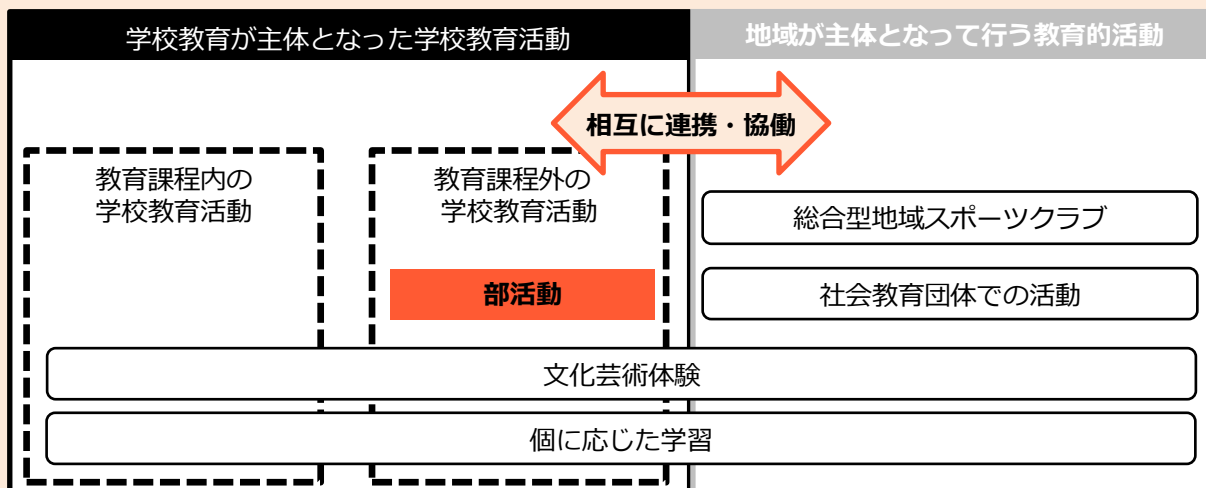 学校教育が主体となった学校教育活動
地域が主体となって行う教育的活動
相互に連携・協働
教育課程内の
学校教育活動
教育課程外の
学校教育活動
部活動
総合型地域スポーツクラブ
社会教育団体での活動
文化芸術体験
個に応じた学習